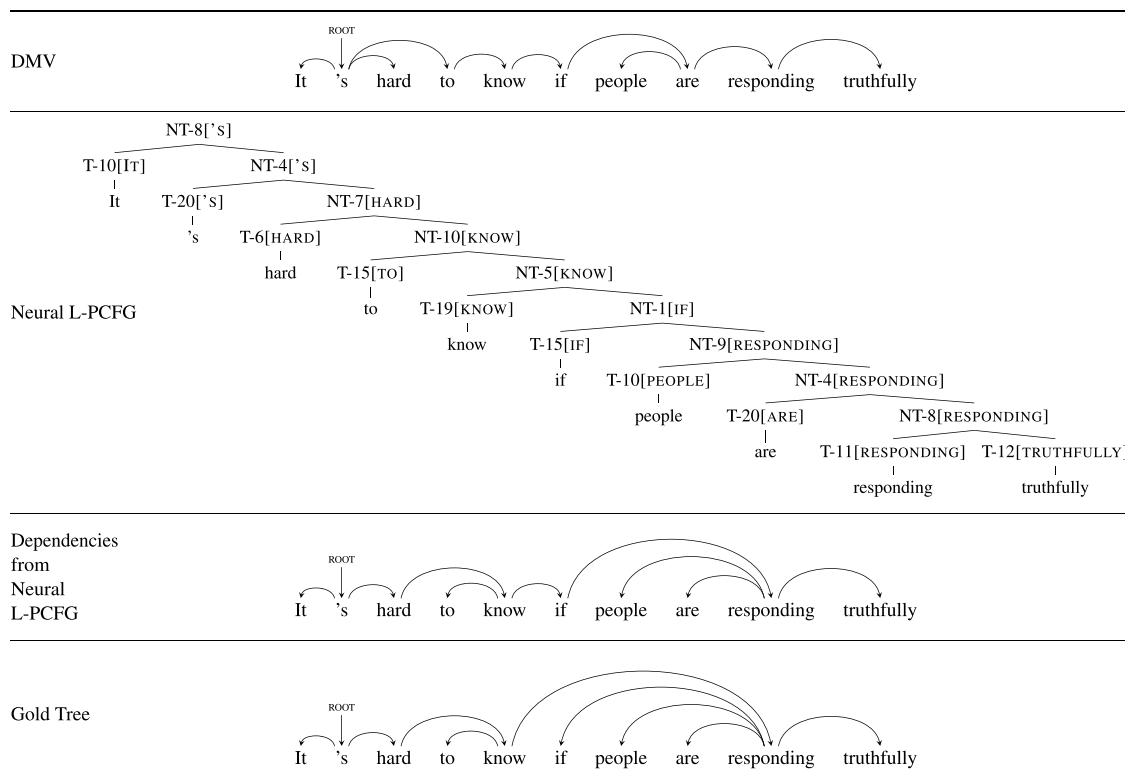 ROOT
DMV
It 's hard to know if people are responding truthfully
NT-8['S]
T-10[IT] NT-4['S]
It T-20['S] NT-7[HARD]
's T-6[HARD] NT-10[KNOW]
hard T-15[TO] NT-5[KNOW]
Neural L-PCFG
to T-19[KNOW] NT-1[IF]
know T-15[IF] NT-9[RESPONDING]
if T-10[PEOPLE] NT-4[RESPONDING]
people T-20[ARE] NT-8[RESPONDING]
are T-11[RESPONDING] T-12[TRUTHFULLY]
responding truthfully
Dependencies
from
Neural
L-PCFG
ROOT
It 's hard to know if people are responding truthfully
Gold Tree
ROOT
It 's hard to know if people are responding truthfully